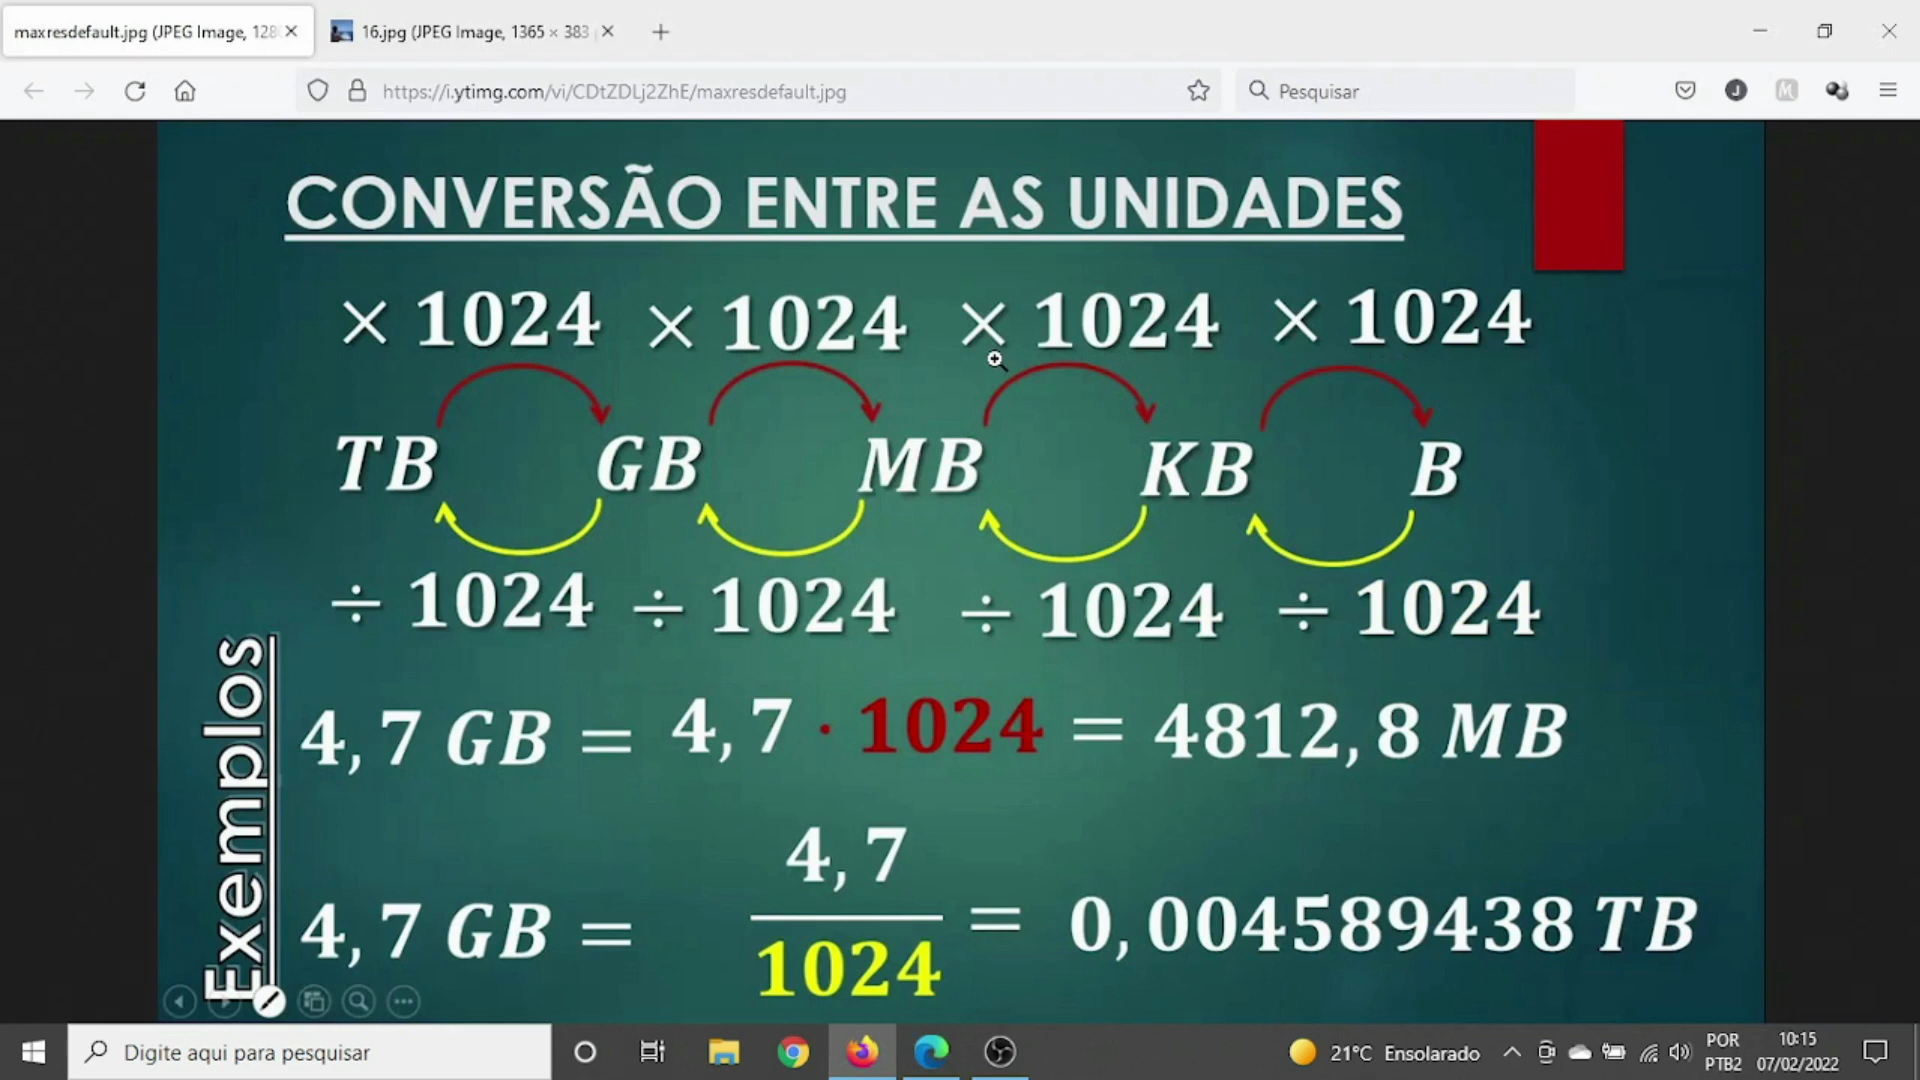 maxresdefault.jpg (JPEG Image, 128
16.jpg (JPEG Image, 1365 × 383
https://i.ytimg.com/vi/CDtZDLj2ZhE/maxresdefault.jpg
Pesquisar
J
M
CONVERSÃO ENTRE AS UNIDADES
× 1024 × 1024 × 1024 × 1024
TB GB MB KB B
÷ 1024 ÷ 1024 ÷ 1024 ÷ 1024
Exemplos
4,7 GB = 4,7 · 1024 = 4812,8 MB
4,7
4,7 GB = = 0,004589438 TB
1024
Digite aqui para pesquisar
21°C Ensolarado
POR
PTB2
10:15
07/02/2022